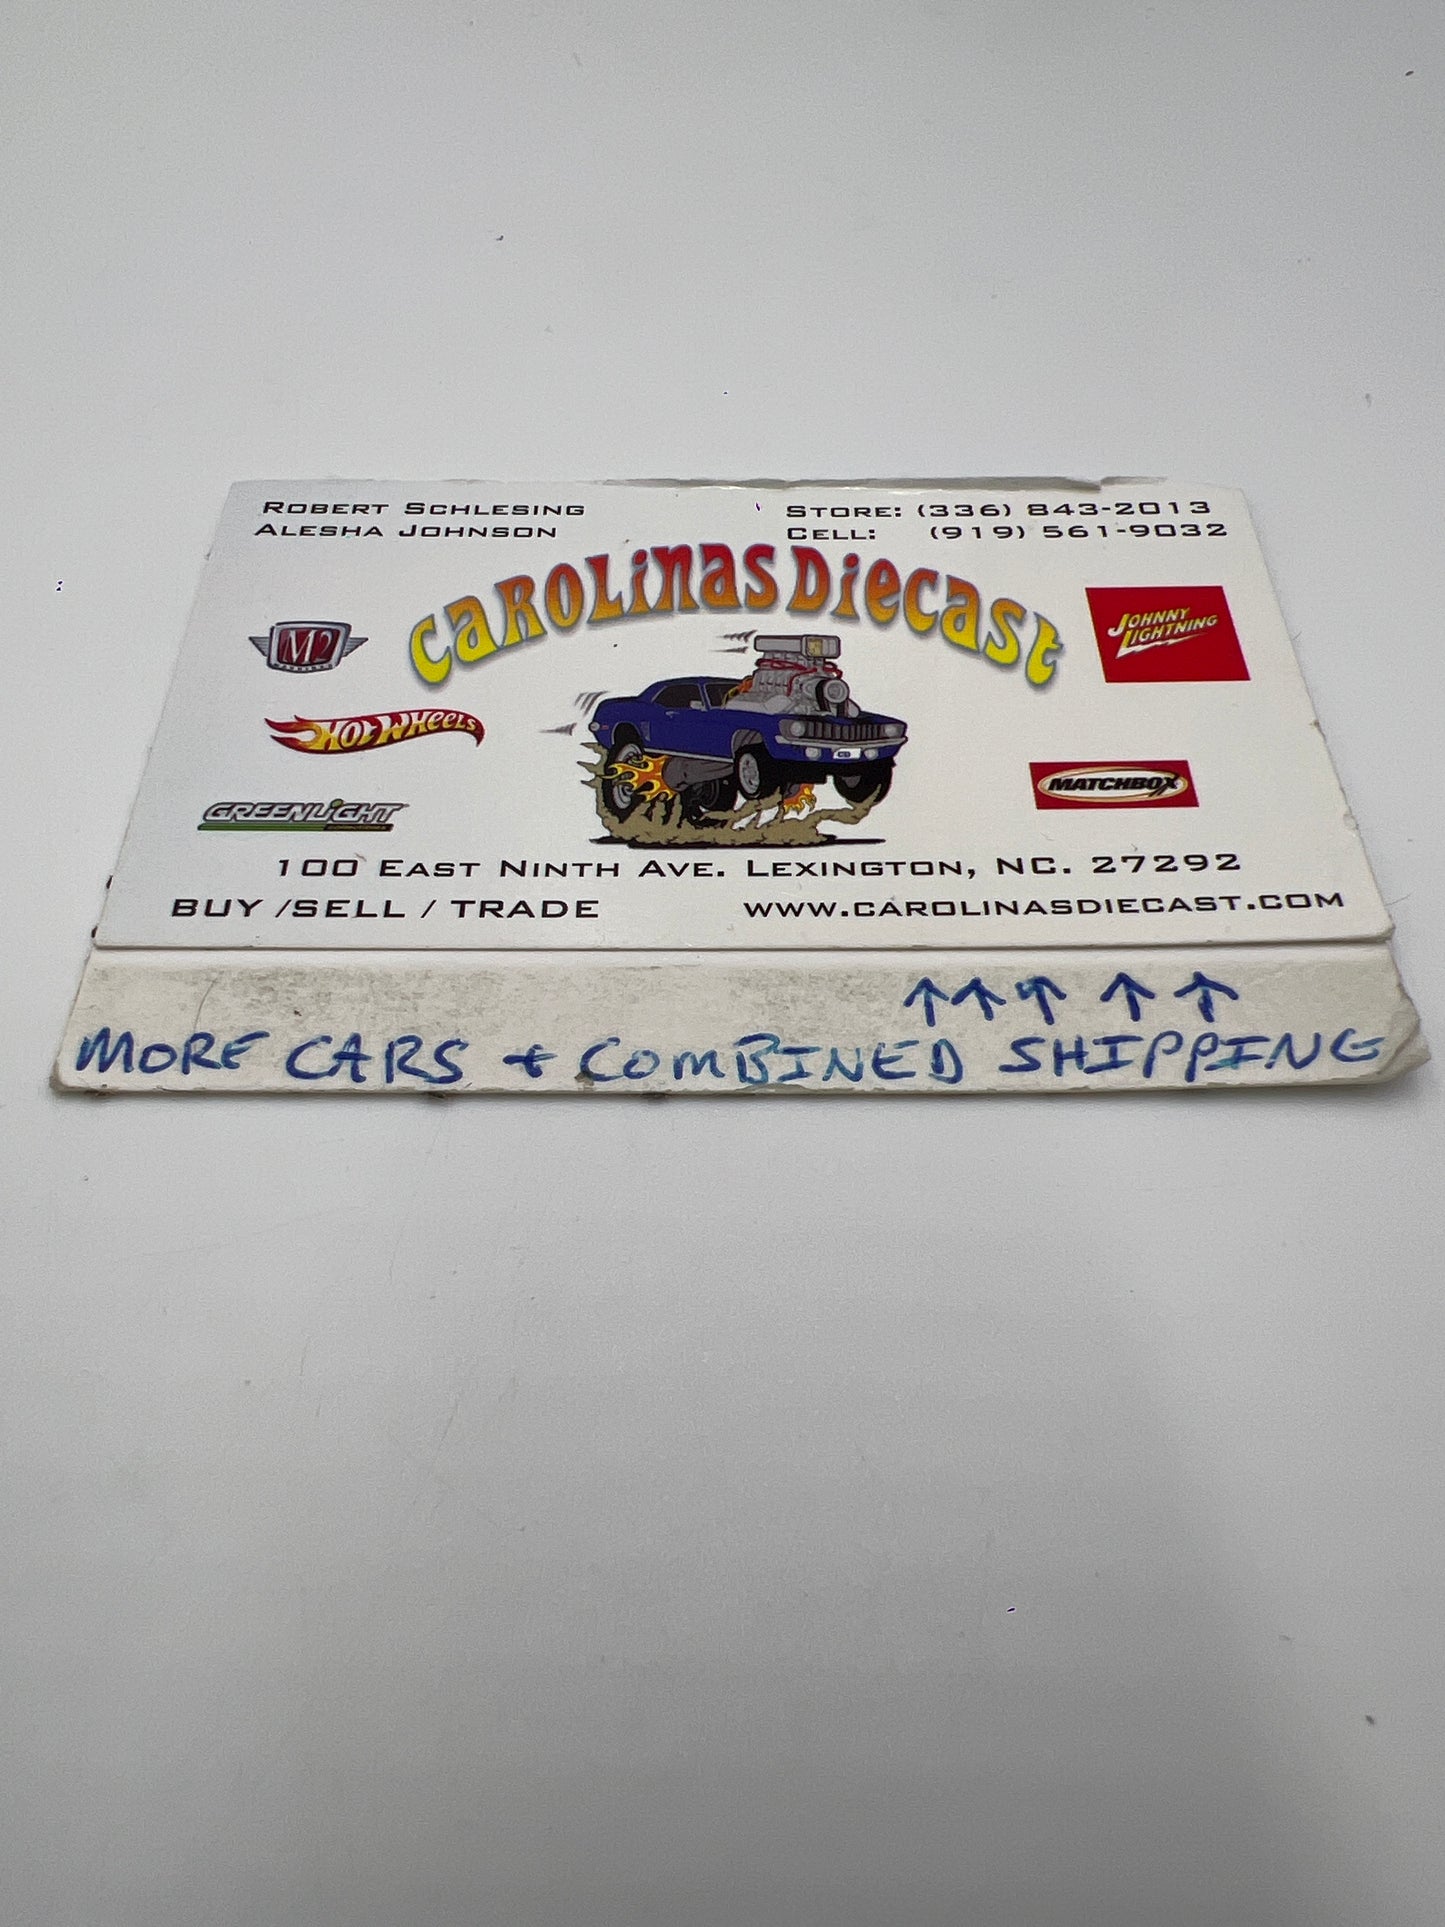 ROBERT SCHLESING
ALESHA JOHNSON
STORE: (336) 843-2013
CELL: (919) 561-9032
CAROLINAS DIECAST
M2
JOHNNY
LIGHTNING
HOT WHEELS
MATCHBOX
GREENLIGHT
100 EAST NINTH AVE. LEXINGTON, NC. 27292
BUY /SELL / TRADE
WWW.CAROLINASDIECAST.COM
↑ ↑ ↑ ↑ ↑
MORE CARS + COMBINED SHIPPING